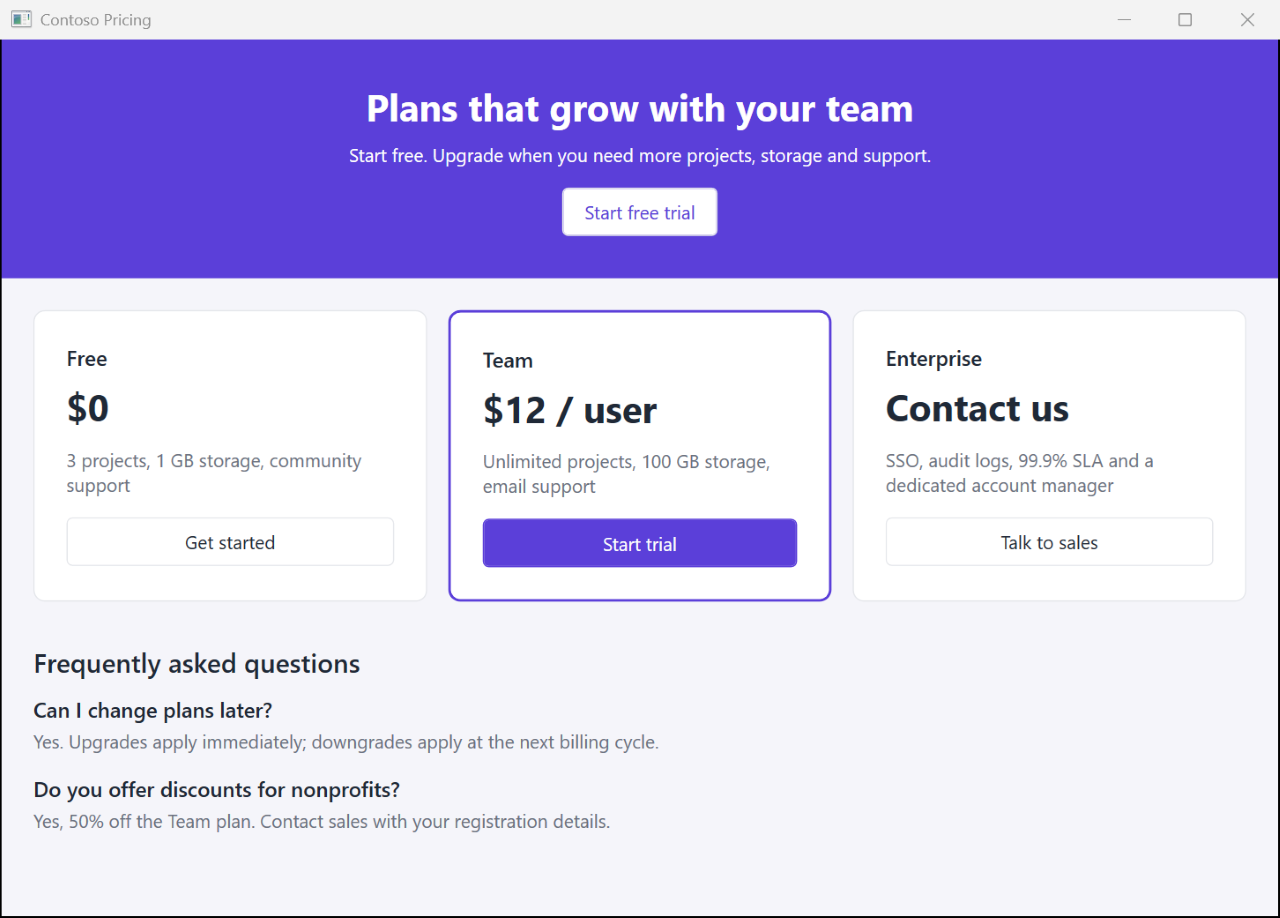 Contoso Pricing
Plans that grow with your team
Start free. Upgrade when you need more projects, storage and support.
Start free trial
Free
$0
3 projects, 1 GB storage, community
support
Get started
Team
$12 / user
Unlimited projects, 100 GB storage,
email support
Start trial
Enterprise
Contact us
SSO, audit logs, 99.9% SLA and a
dedicated account manager
Talk to sales
Frequently asked questions
Can I change plans later?
Yes. Upgrades apply immediately; downgrades apply at the next billing cycle.
Do you offer discounts for nonprofits?
Yes, 50% off the Team plan. Contact sales with your registration details.